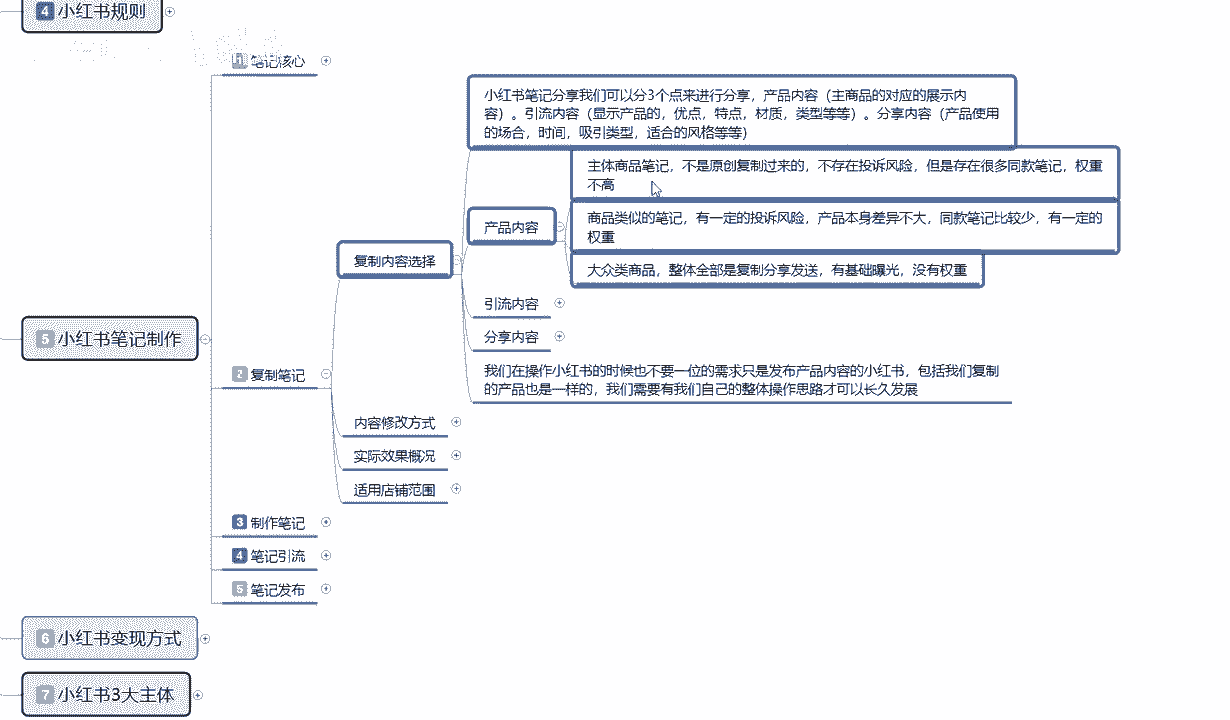 4 小红书规则
1 笔记核心
小红书笔记分享我们可以分3个点来进行分享，产品内容（主商品的对应的展示内
容）。引流内容（显示产品的，优点，特点，材质，类型等等）。分享内容（产品使用
的场合，时间，吸引类型，适合的风格等等）
主体商品笔记，不是原创复制过来的，不存在投诉风险，但是存在很多同款笔记，权重
不高
产品内容
商品类似的笔记，有一定的投诉风险，产品本身差异不大，同款笔记比较少，有一定的
权重
复制内容选择
大众类商品，整体全部是复制分享发送，有基础曝光，没有权重
引流内容
分享内容
5 小红书笔记制作
2 复制笔记
我们在操作小红书的时候也不要一位的需求只是发布产品内容的小红书，包括我们复制
的产品也是一样的，我们需要有我们自己的整体操作思路才可以长久发展
内容修改方式
实际效果概况
适用店铺范围
3 制作笔记
4 笔记引流
5 笔记发布
6 小红书变现方式
7 小红书3大主体